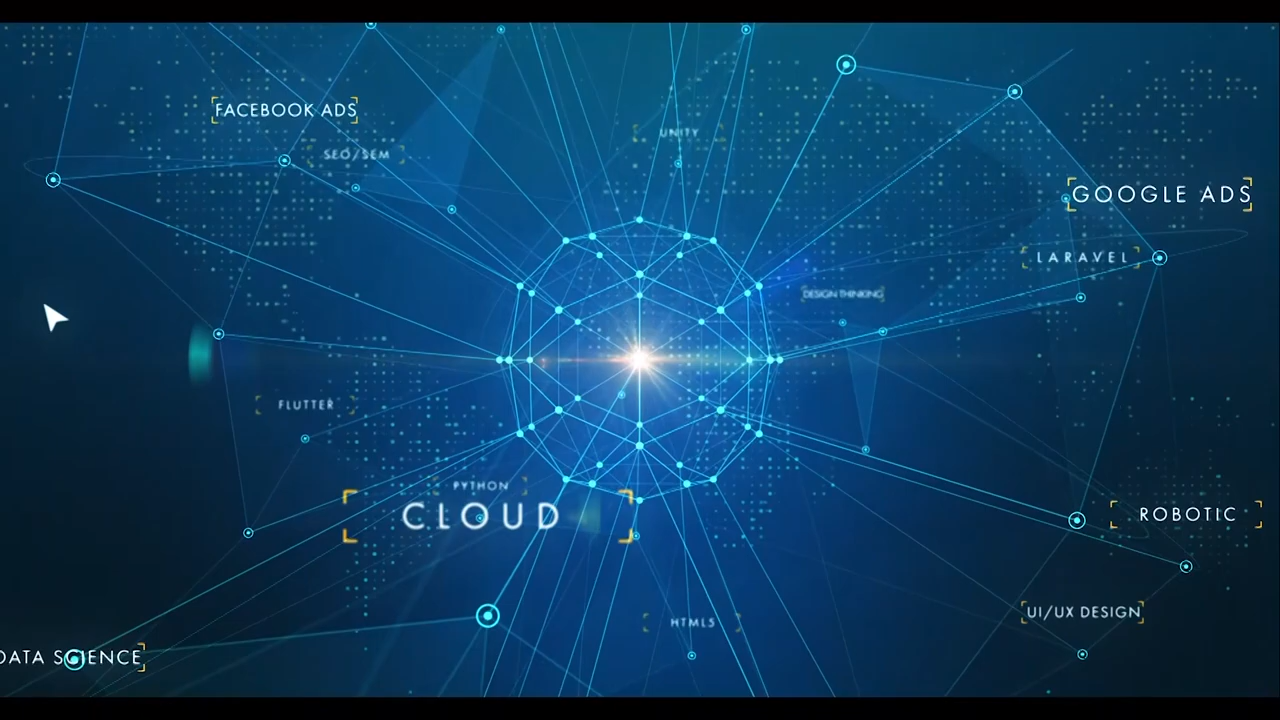 FACEBOOK ADS
UNITY
SEO/SEM
GOOGLE ADS
LARAVEL
DESIGN THINKING
FLUTTER
PYTHON
CLOUD
ROBOTIC
UI/UX DESIGN
HTML5
DATA SCIENCE